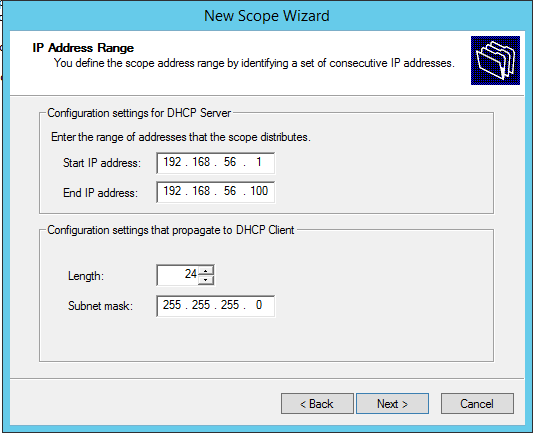 New Scope Wizard
IP Address Range
You define the scope address range by identifying a set of consecutive IP addresses.
Configuration settings for DHCP Server
Enter the range of addresses that the scope distributes.
Start IP address: 192 . 168 . 56 . 1
End IP address: 192 . 168 . 56 . 100
Configuration settings that propagate to DHCP Client
Length: 24
Subnet mask: 255 . 255 . 255 . 0
< Back Next > Cancel